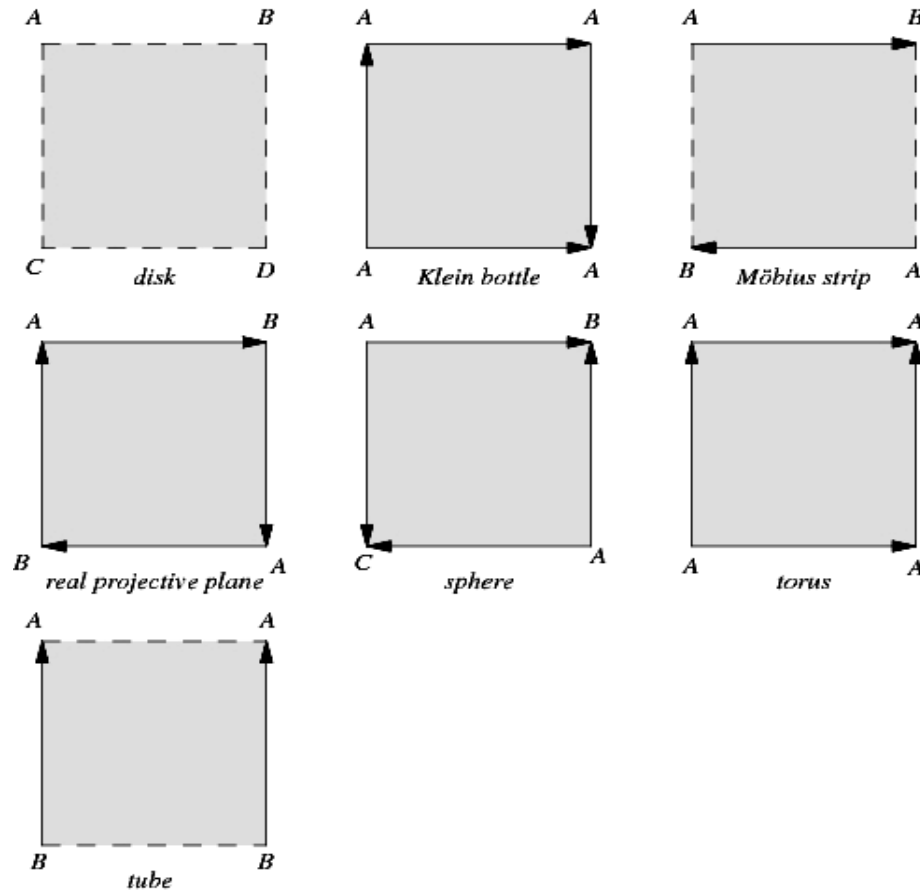 A B A A A B
C D A A B A
disk Klein bottle Möbius strip
A B A B A A
B A C A A A
real projective plane sphere torus
A A
B B
tube